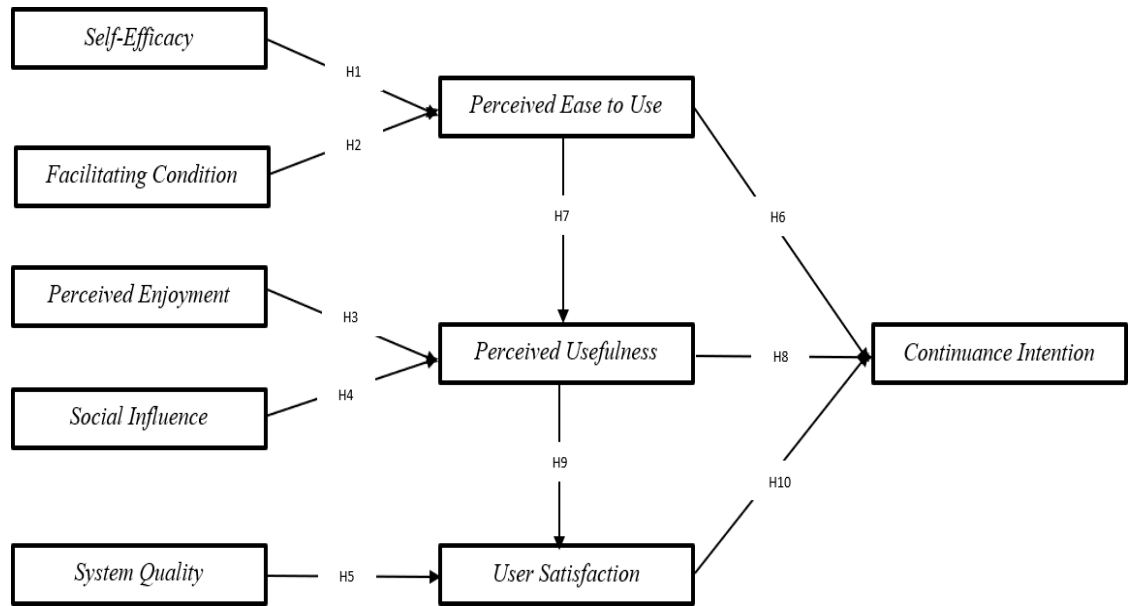 Self-Efficacy
H1
Perceived Ease to Use
H2
Facilitating Condition
H7
H6
Perceived Enjoyment
H3
Perceived Usefulness
H8
Continuance Intention
H4
Social Influence
H9
H10
System Quality
H5
User Satisfaction